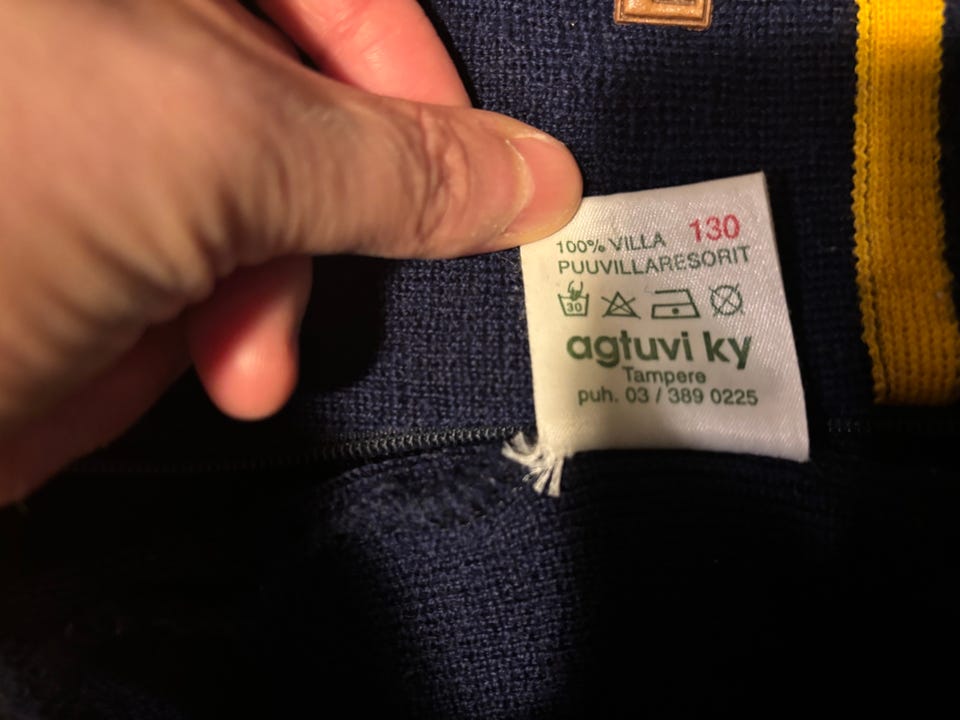 100% VILLA 130
PUUVILLARESORIT
30
agtuvi ky
Tampere
puh. 03 / 389 0225